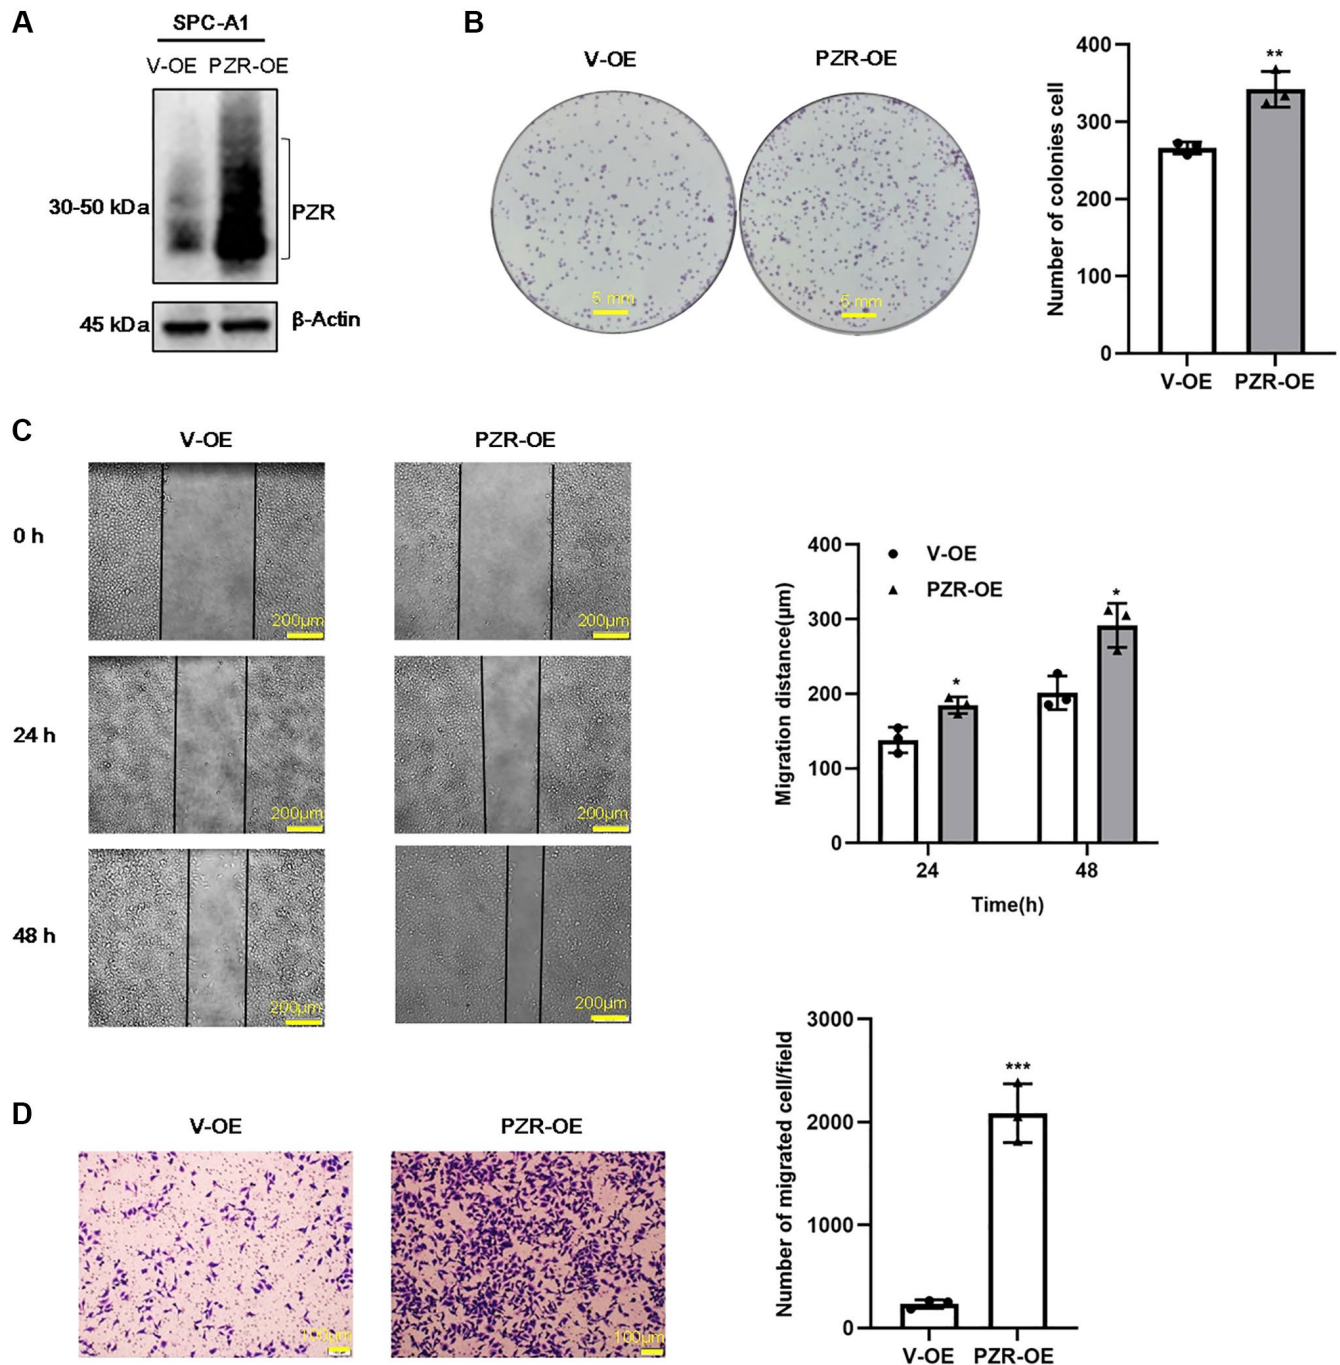 A
SPC-A1
V-OE PZR-OE
30-50 kDa
PZR
45 kDa
β-Actin
B
V-OE
PZR-OE
5 mm
5 mm
Number of colonies cell
400
300
200
100
0
**
V-OE
PZR-OE
C
V-OE
PZR-OE
0 h
200μm
200μm
24 h
200μm
200μm
48 h
200μm
200μm
Migration distance(μm)
400
300
200
100
0
V-OE
PZR-OE
*
*
24
48
Time(h)
D
V-OE
PZR-OE
100μm
100μm
Number of migrated cell/field
3000
2000
1000
0
***
V-OE
PZR-OE